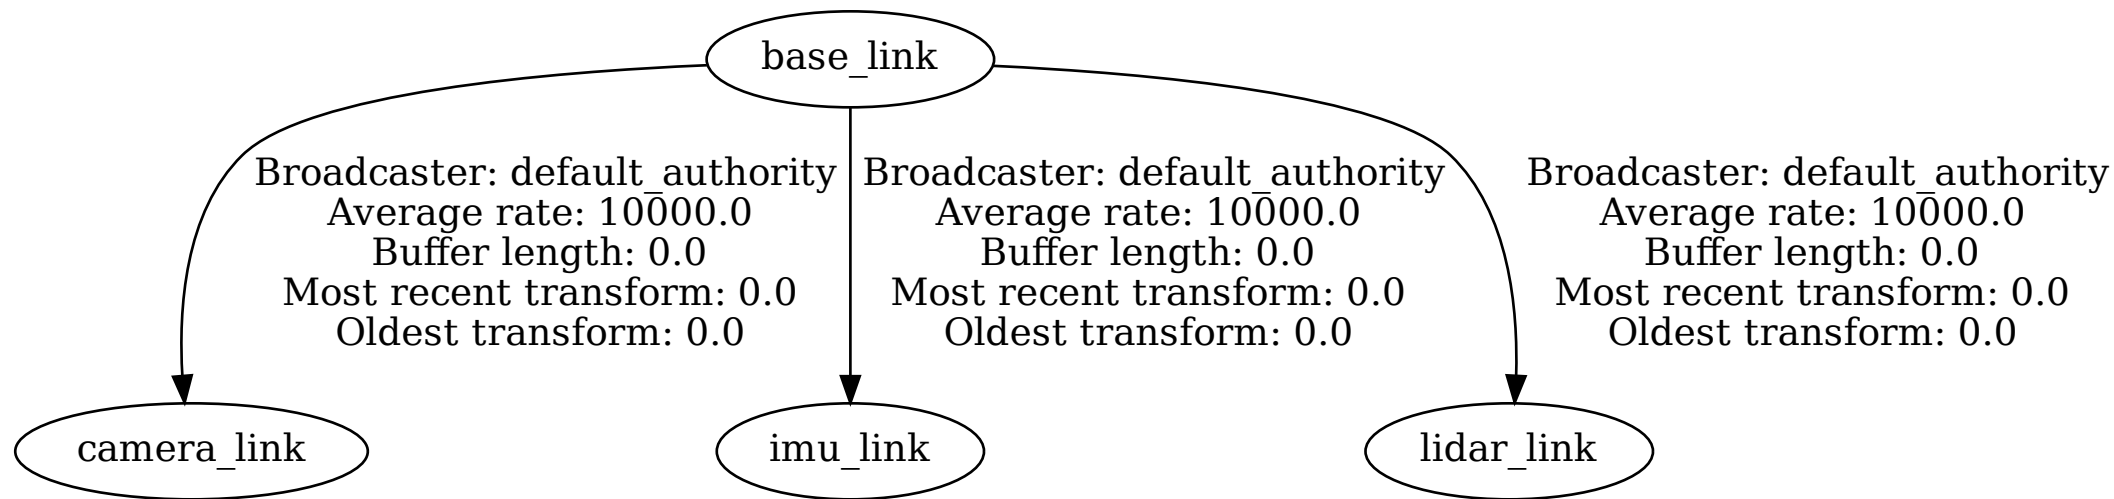 base_link
Broadcaster: default_authority
Average rate: 10000.0
Buffer length: 0.0
Most recent transform: 0.0
Oldest transform: 0.0
Broadcaster: default_authority
Average rate: 10000.0
Buffer length: 0.0
Most recent transform: 0.0
Oldest transform: 0.0
Broadcaster: default_authority
Average rate: 10000.0
Buffer length: 0.0
Most recent transform: 0.0
Oldest transform: 0.0
camera_link
imu_link
lidar_link